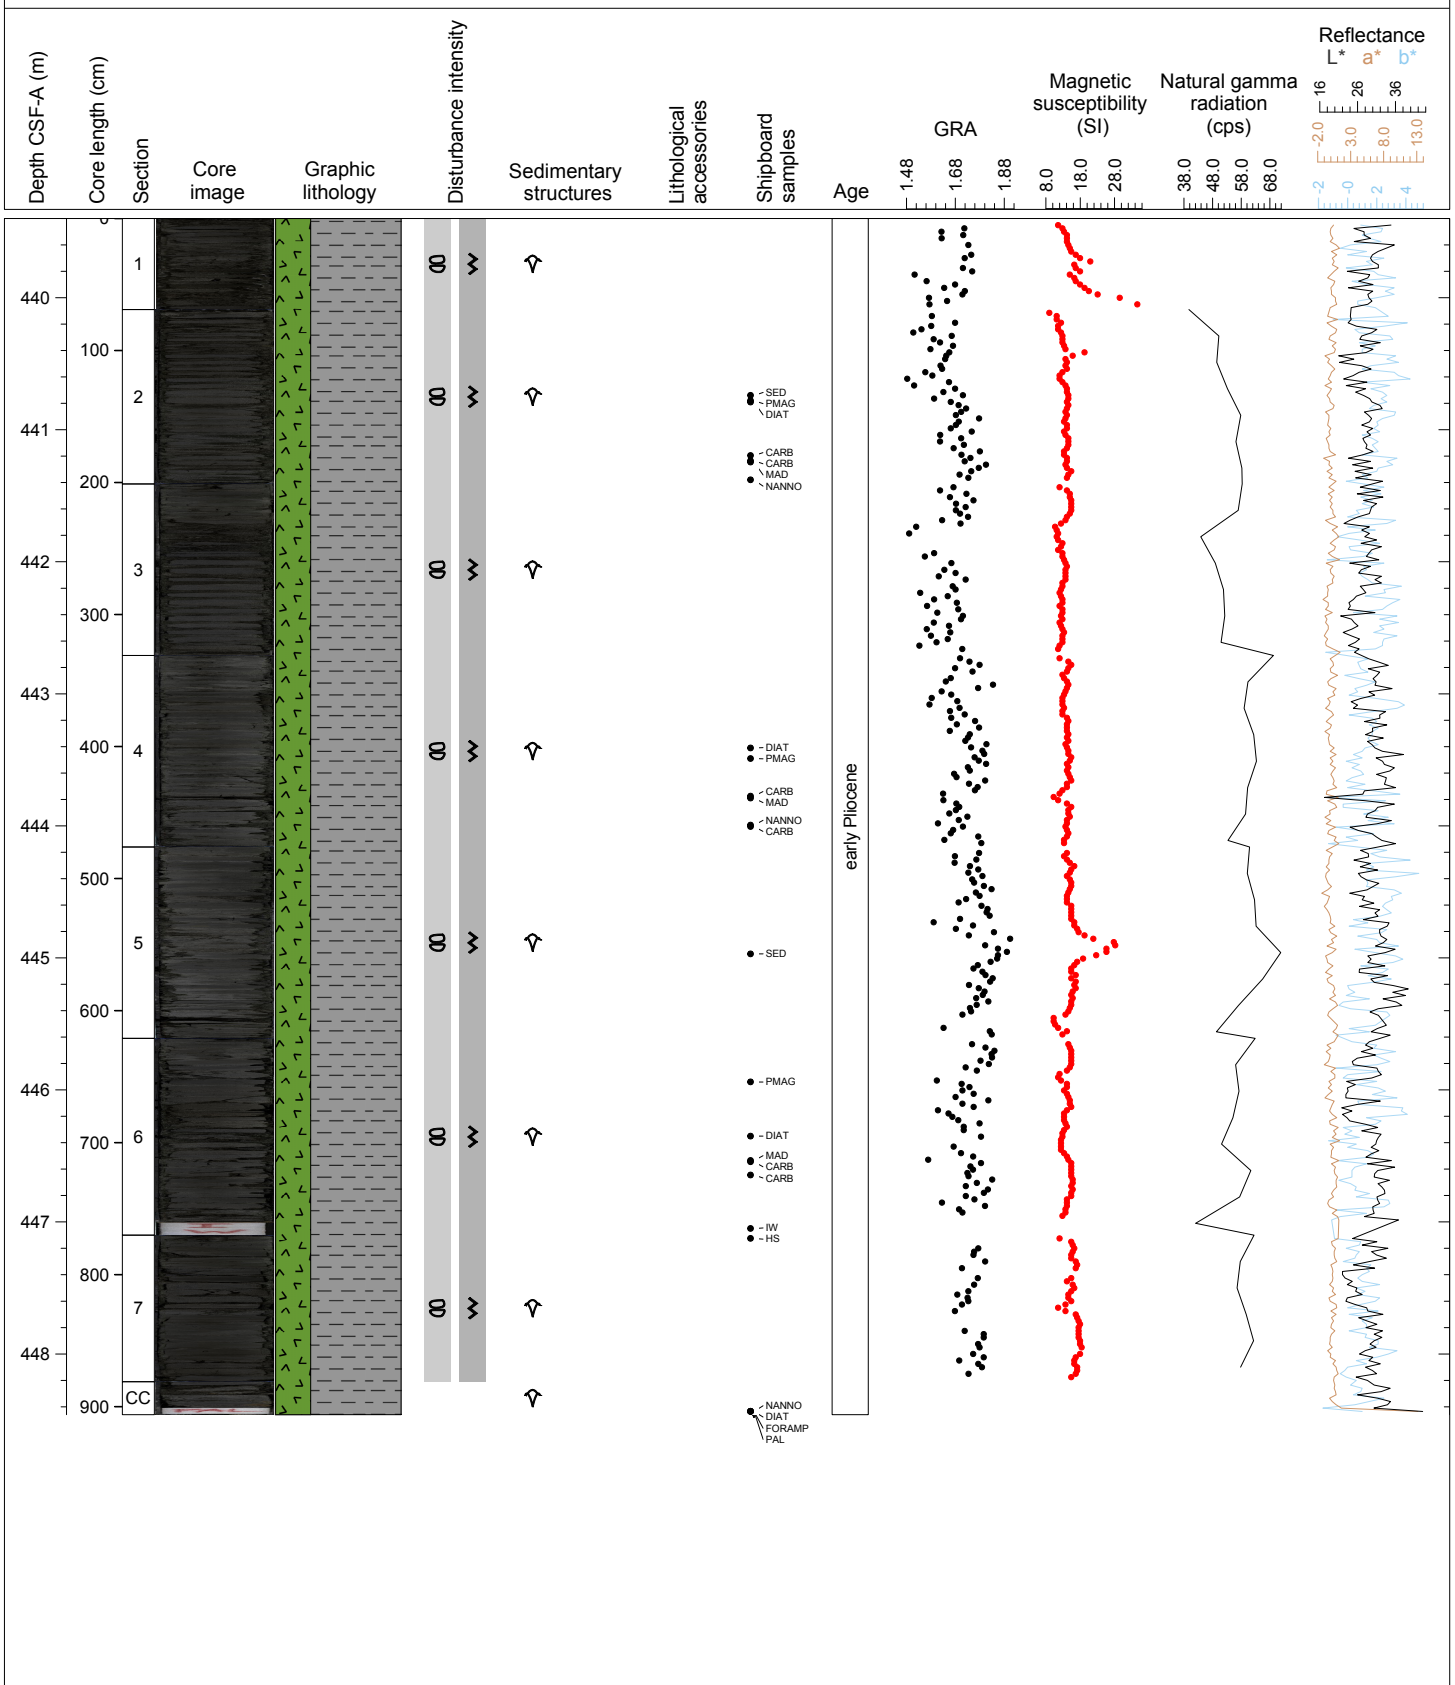 Depth CSF-A (m)
Core length (cm)
Section
Core
image
Graphic
lithology
Disturbance intensity
Sedimentary
structures
Lithological
accessories
Shipboard
samples
Age
GRA
1.48 1.68 1.88
Magnetic
susceptibility
(SI)
8.0 18.0 28.0
Natural gamma
radiation
(cps)
38.0 48.0 58.0 68.0
Reflectance
L* a* b*
16 26 36
-2.0 3.0 8.0 13.0
-2 -0 2 4
0
1
440
100
2
SED
PMAG
DIAT
441
CARB
CARB
MAD
NANNO
200
442
3
300
443
4
400
DIAT
PMAG
CARB
MAD
444
NANNO
CARB
early Pliocene
500
5
445
SED
600
446
PMAG
6
700
DIAT
MAD
CARB
CARB
447
IW
HS
800
7
448
CC
900
NANNO
DIAT
FORAMP
PAL